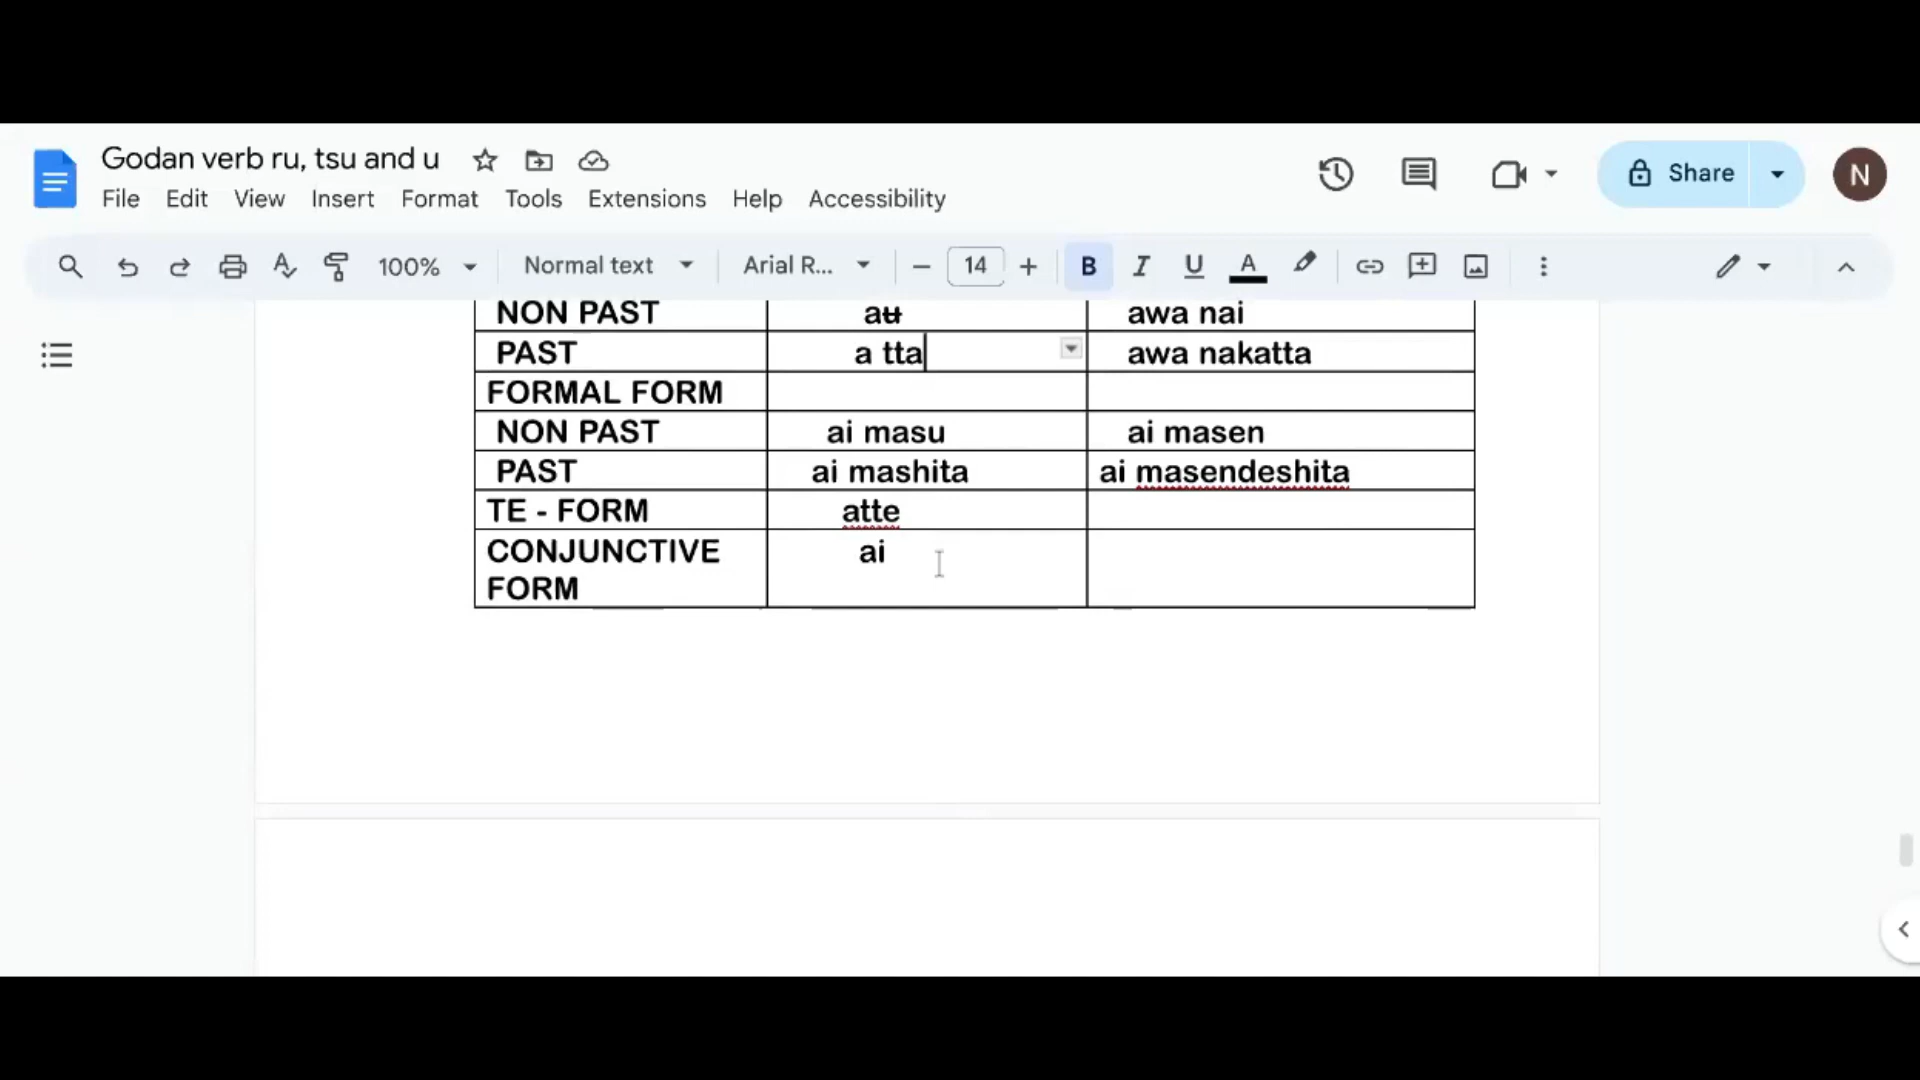 Godan verb ru, tsu and u
File Edit View Insert Format Tools Extensions Help Accessibility
Share
N
100% Normal text Arial R... 14 B I U A
NON PAST au awa nai
PAST a tta awa nakatta
FORMAL FORM
NON PAST ai masu ai masen
PAST ai mashita ai masendeshita
TE - FORM atte
CONJUNCTIVE ai
FORM